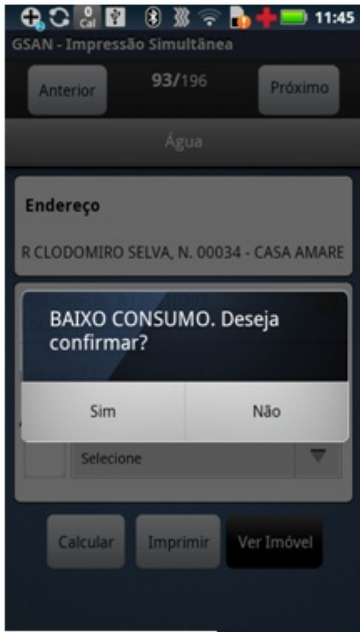 11:45
GSAN - Impressão Simultânea
Anterior
93/196
Próximo
Água
Endereço
R CLODOMIRO SELVA, N. 00034 - CASA AMARE
BAIXO CONSUMO. Deseja
confirmar?
Sim
Não
Selecione
Calcular
Imprimir
Ver Imóvel